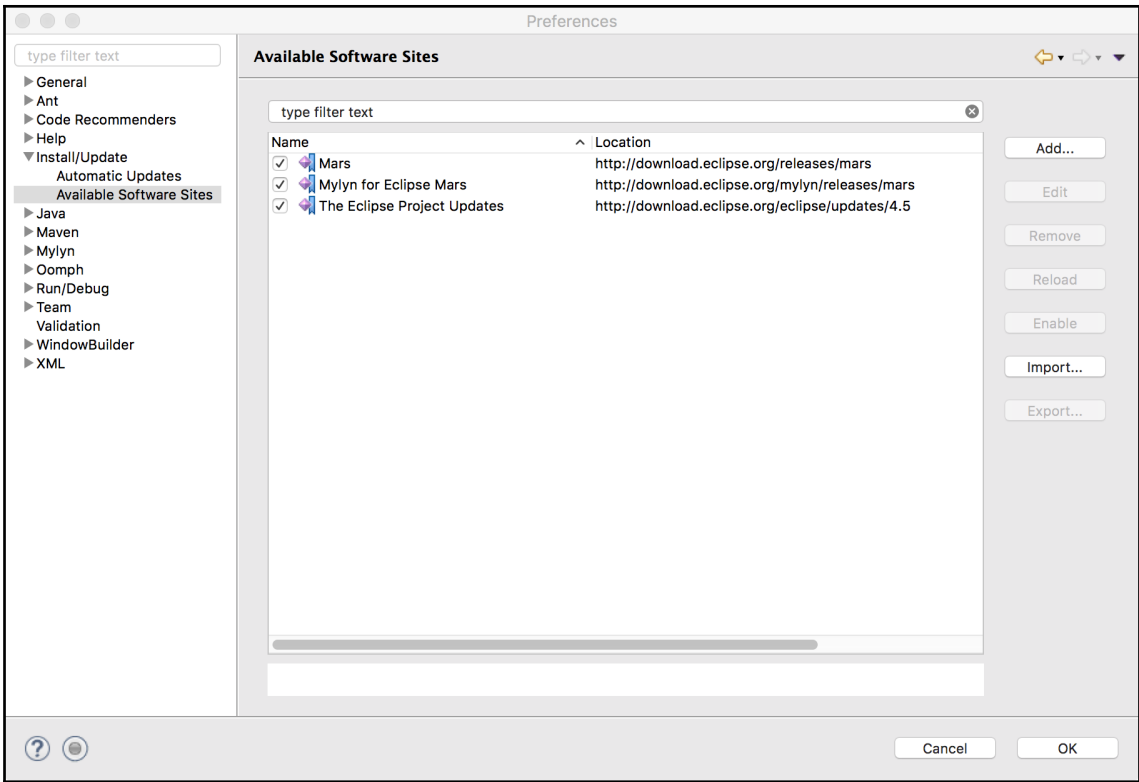 Preferences
type filter text
General
Ant
Code Recommenders
Help
Install/Update
Automatic Updates
Available Software Sites
Java
Maven
Mylyn
Oomph
Run/Debug
Team
Validation
WindowBuilder
XML
Available Software Sites
type filter text
Name Location
Mars http://download.eclipse.org/releases/mars
Mylyn for Eclipse Mars http://download.eclipse.org/mylyn/releases/mars
The Eclipse Project Updates http://download.eclipse.org/eclipse/updates/4.5
Add...
Edit
Remove
Reload
Enable
Import...
Export...
?
Cancel OK